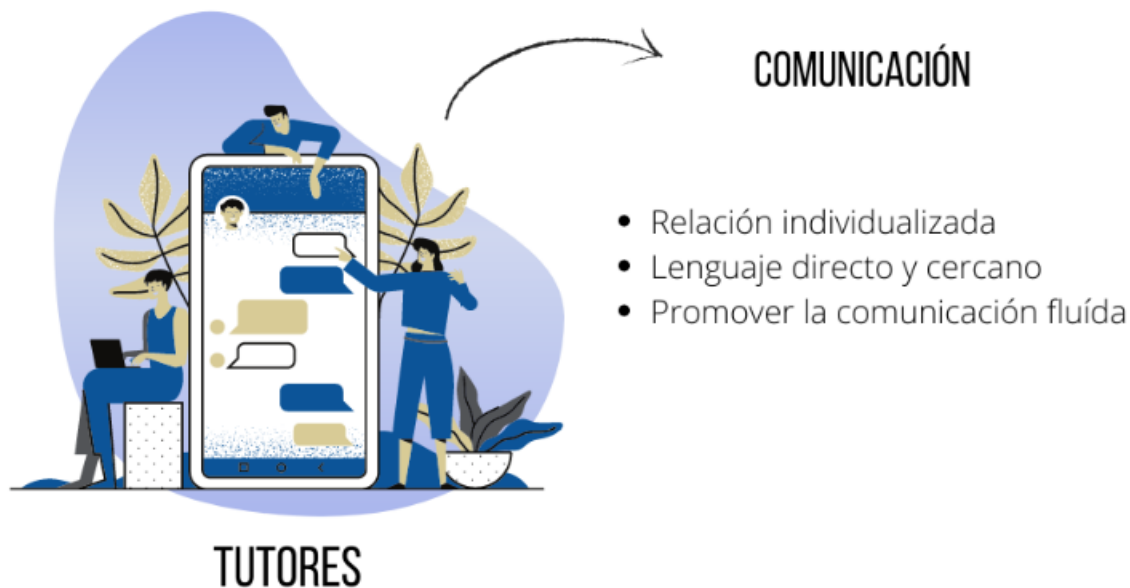 COMUNICACIÓN
• Relación individualizada
• Lenguaje directo y cercano
• Promover la comunicación fluída
TUTORES